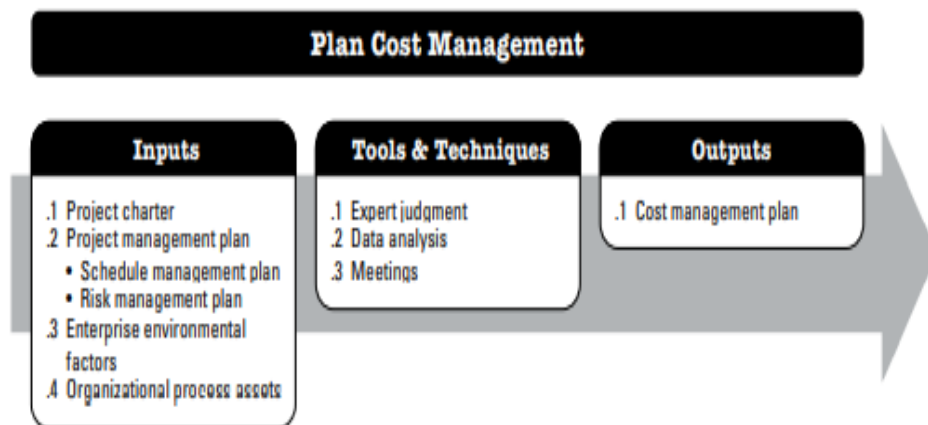 Plan Cost Management
Inputs
.1 Project charter
.2 Project management plan
• Schedule management plan
• Risk management plan
.3 Enterprise environmental
factors
.4 Organizational process assets
Tools & Techniques
.1 Expert judgment
.2 Data analysis
.3 Meetings
Outputs
.1 Cost management plan